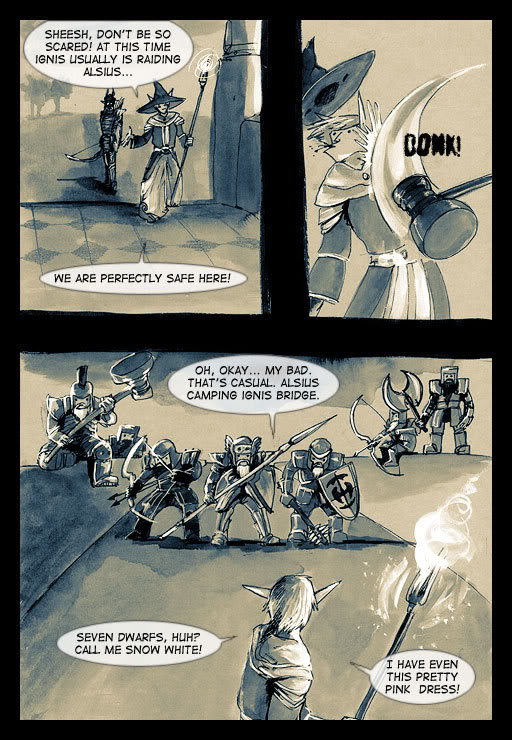 SHEESH, DON'T BE SO
SCARED! AT THIS TIME
IGNIS USUALLY IS RAIDING
ALSIUS...
WE ARE PERFECTLY SAFE HERE!
DONK!
OH, OKAY... MY BAD.
THAT'S CASUAL. ALSIUS
CAMPING IGNIS BRIDGE.
SEVEN DWARFS, HUH?
CALL ME SNOW WHITE!
I HAVE EVEN
THIS PRETTY
PINK DRESS!